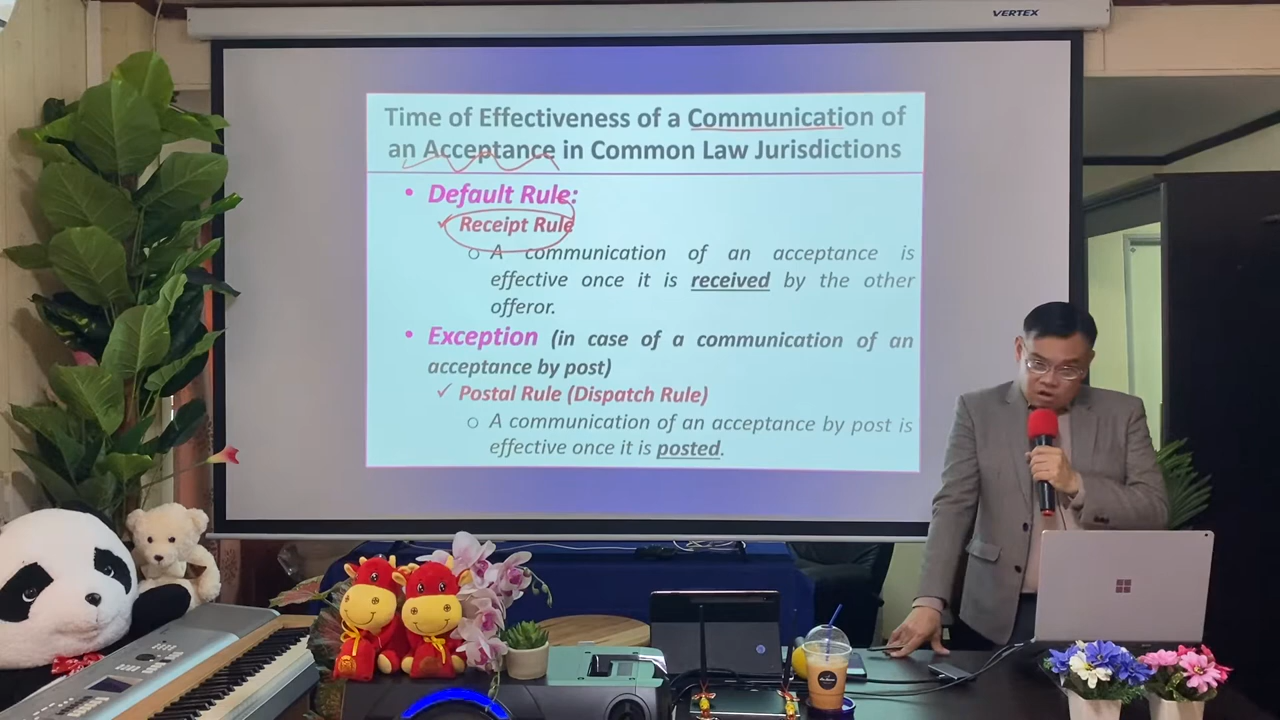 VERTEX
Time of Effectiveness of a Communication of
an Acceptance in Common Law Jurisdictions
• Default Rule:
✓ Receipt Rule
o A communication of an acceptance is
effective once it is received by the other
offeror.
• Exception (in case of a communication of an
acceptance by post)
✓ Postal Rule (Dispatch Rule)
o A communication of an acceptance by post is
effective once it is posted.